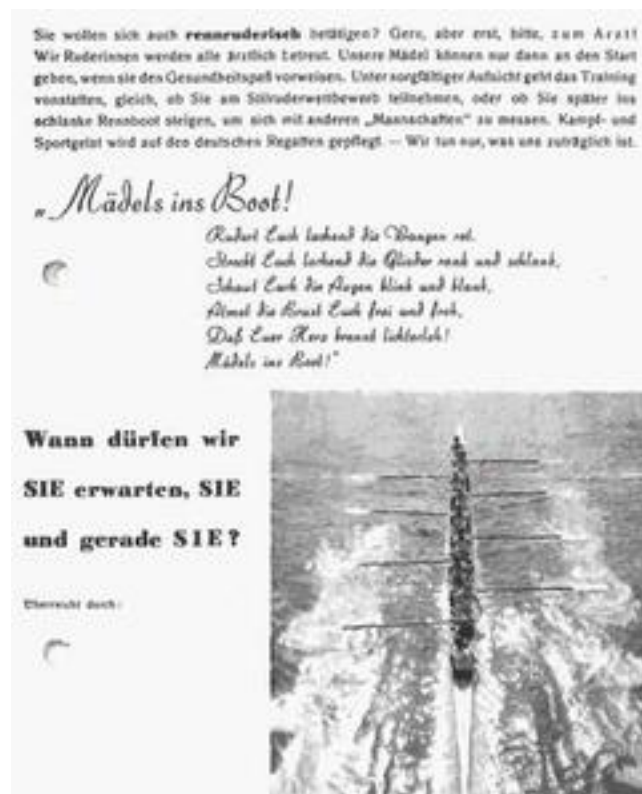 Sie wollen sich auch rennruderisch betätigen? Gern, aber erst, bitte, zum Arzt!
Wir Ruderinnen werden alle ärztlich betreut. Unsere Mädel können nur dann an den Start
gehen, wenn sie den Gesundheitspaß vorweisen. Unter sorgfältiger Aufsicht geht das Training
vonstatten, gleich, ob Sie am Stilruderwettbewerb teilnehmen, oder ob Sie später ins
schlanke Rennboot steigen, um sich mit anderen „Mannschaften" zu messen. Kampf- und
Sportgeist wird auf den deutschen Regatten gepflegt. — Wir tun nur, was uns zuträglich ist.
„Mädels ins Boot!
Rudert Euch lachend die Wangen rot.
Streckt Euch lachend die Glieder rank und schlank,
Schaut Euch die Augen blink und blank,
Atmet die Brust Euch frei und froh,
Daß Euer Herz brennt lichterloh!
Mädels ins Boot!"
Wann dürfen wir
SIE erwarten, SIE
und gerade SIE?
Überreicht durch: